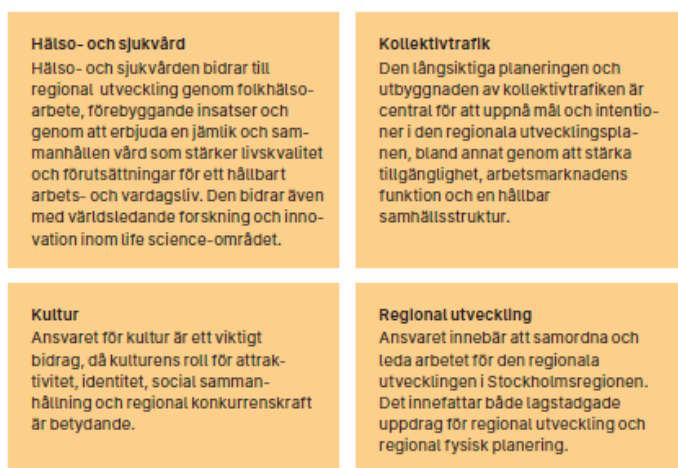 Hälso- och sjukvård
Hälso- och sjukvården bidrar till
regional utveckling genom folkhälso-
arbete, förebyggande insatser och
genom att erbjuda en jämlik och sam-
manhållen vård som stärker livskvalitet
och förutsättningar för ett hållbart
arbets- och vardagsliv. Den bidrar även
med världsledande forskning och inno-
vation inom life science-området.
Kollektivtrafik
Den långsiktiga planeringen och
utbyggnaden av kollektivtrafiken är
central för att uppnå mål och intentio-
ner i den regionala utvecklingspla-
nen, bland annat genom att stärka
tillgänglighet, arbetsmarknadens
funktion och en hållbar
samhällsstruktur.
Kultur
Ansvaret för kultur är ett viktigt
bidrag, då kulturens roll för attrak-
tivitet, identitet, social samman-
hållning och regional konkurrenskraft
är betydande.
Regional utveckling
Ansvaret innebär att samordna och
leda arbetet för den regionala
utvecklingen i Stockholmsregionen.
Det innefattar både lagstadgade
uppdrag för regional utveckling och
regional fysisk planering.